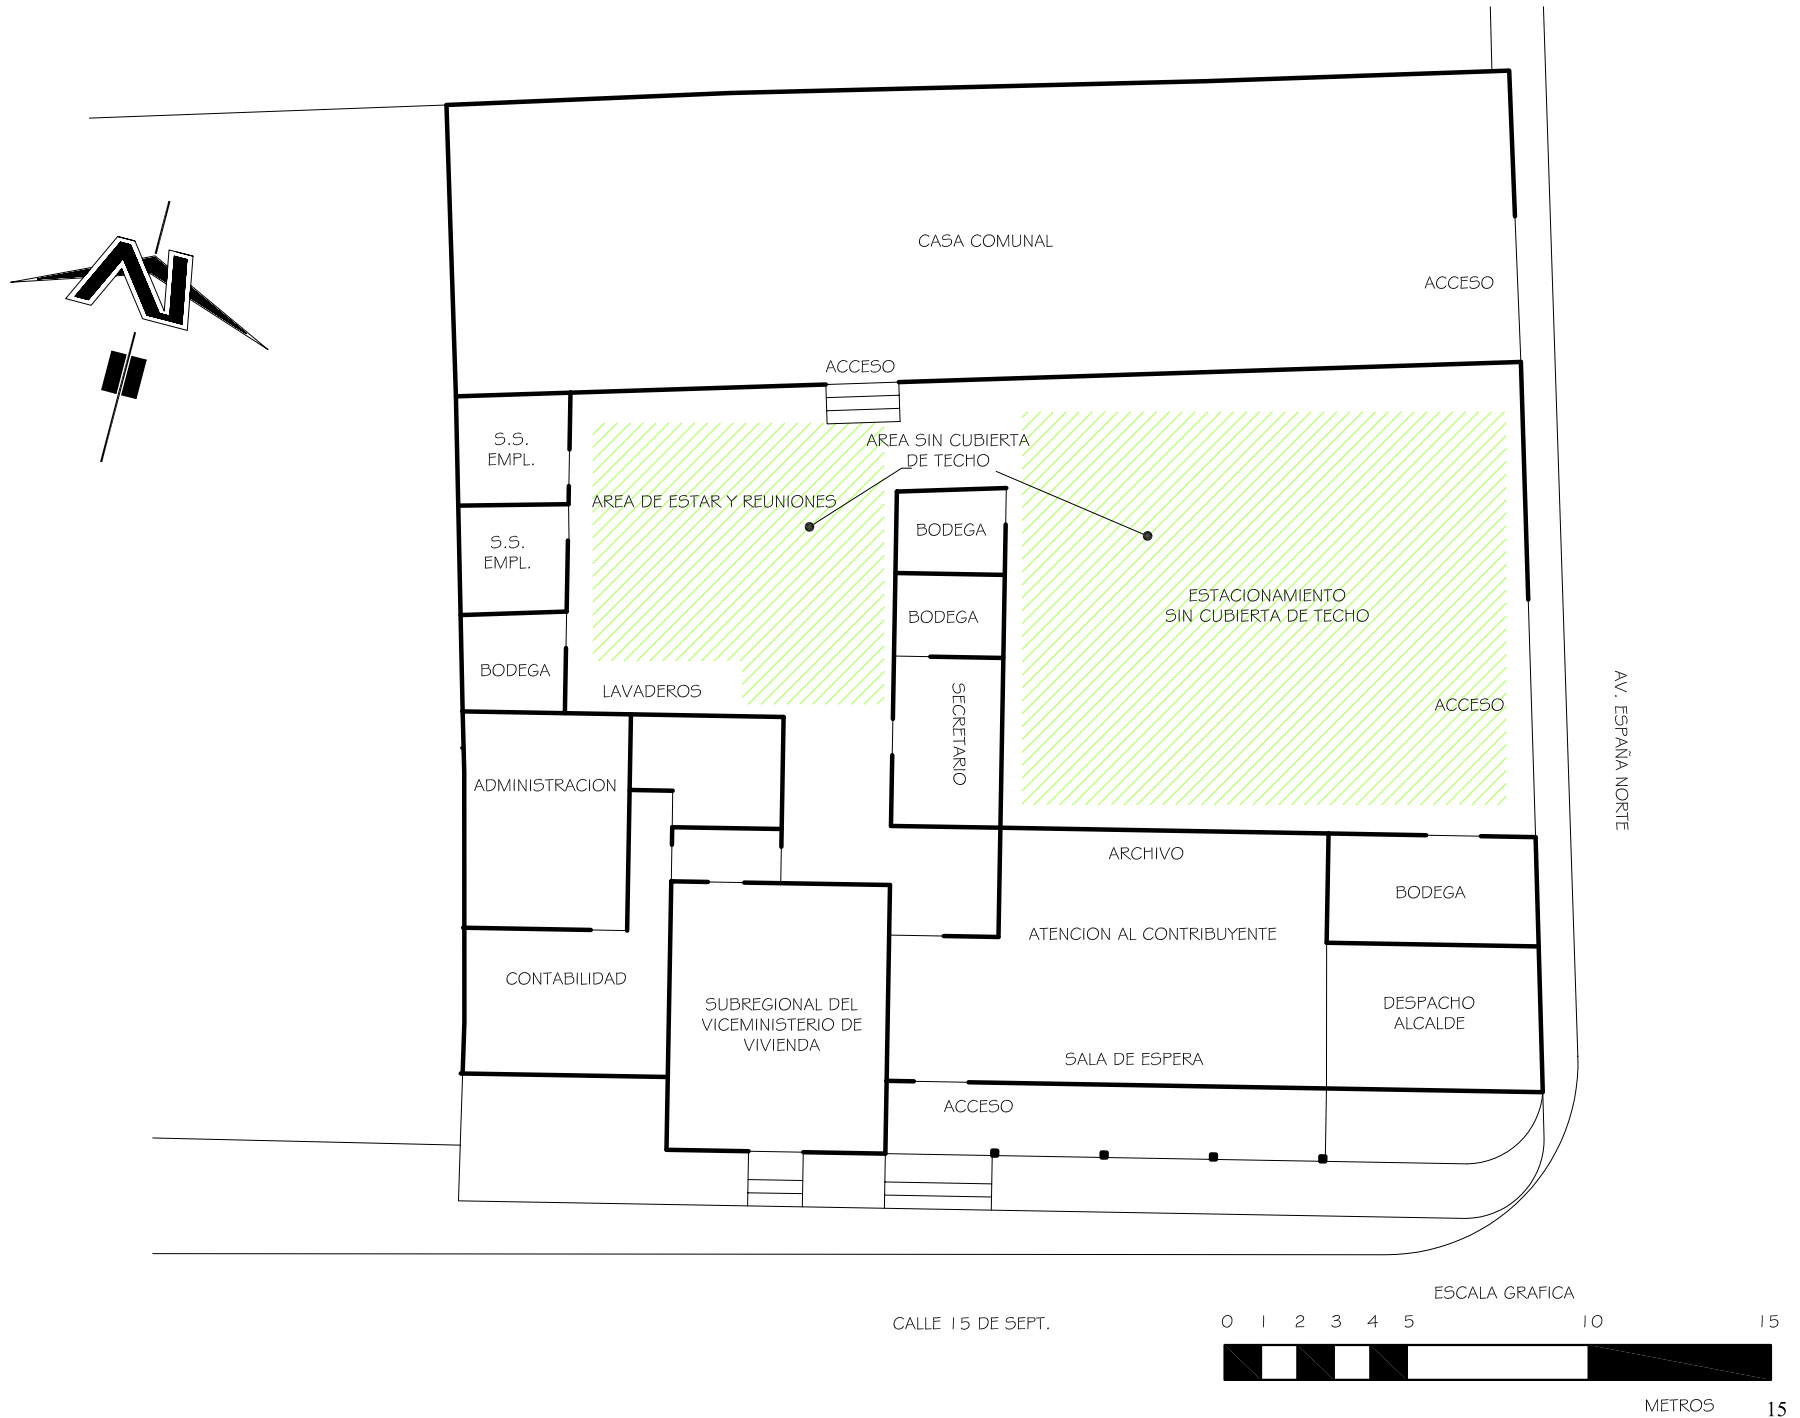 CASA COMUNAL
ACCESO
ACCESO
S.S.
EMPL.
AREA SIN CUBIERTA
DE TECHO
AREA DE ESTAR Y REUNIONES
BODEGA
S.S.
EMPL.
ESTACIONAMIENTO
SIN CUBIERTA DE TECHO
BODEGA
BODEGA
LAVADEROS
SECRETARIO
ACCESO
AV. ESPAÑA NORTE
ADMINISTRACION
ARCHIVO
BODEGA
ATENCION AL CONTRIBUYENTE
CONTABILIDAD
SUBREGIONAL DEL
VICEMINISTERIO DE
VIVIENDA
DESPACHO
ALCALDE
SALA DE ESPERA
ACCESO
CALLE 15 DE SEPT.
ESCALA GRAFICA
0 1 2 3 4 5 10 15
METROS
15
N